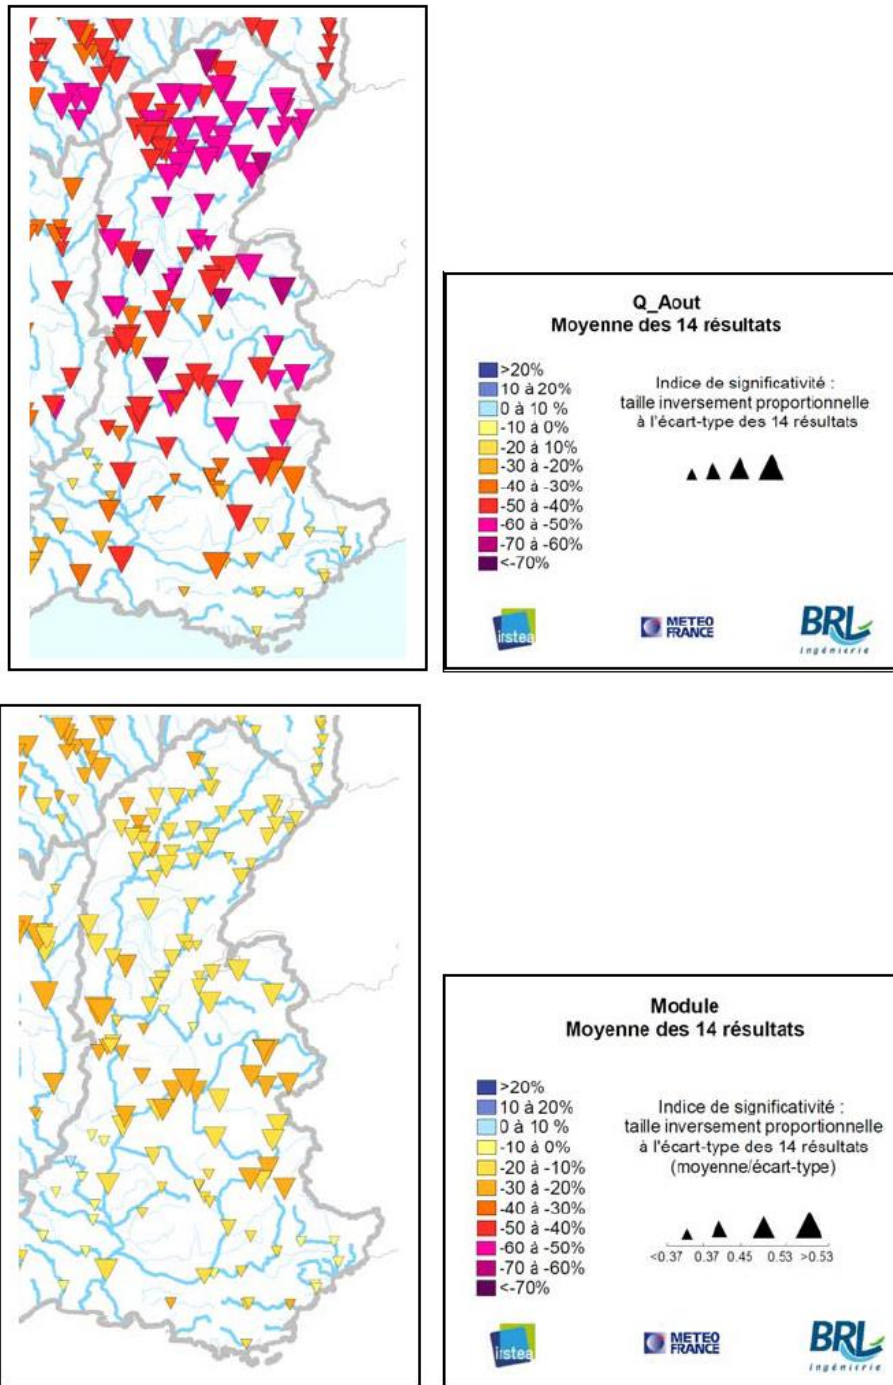 Q_Aout
Moyenne des 14 résultats
>20%
10 à 20%
0 à 10 %
-10 à 0%
-20 à 10%
-30 à -20%
-40 à -30%
-50 à -40%
-60 à -50%
-70 à -60%
<-70%
Indice de significativité :
taille inversement proportionnelle
à l'écart-type des 14 résultats
irstea
METEO
FRANCE
BRL
ingénierie
Module
Moyenne des 14 résultats
>20%
10 à 20%
0 à 10 %
-10 à 0%
-20 à -10%
-30 à -20%
-40 à -30%
-50 à -40%
-60 à -50%
-70 à -60%
<-70%
Indice de significativité :
taille inversement proportionnelle
à l'écart-type des 14 résultats
(moyenne/écart-type)
<0.37 0.37 0.45 0.53 >0.53
irstea
METEO
FRANCE
BRL
ingénierie